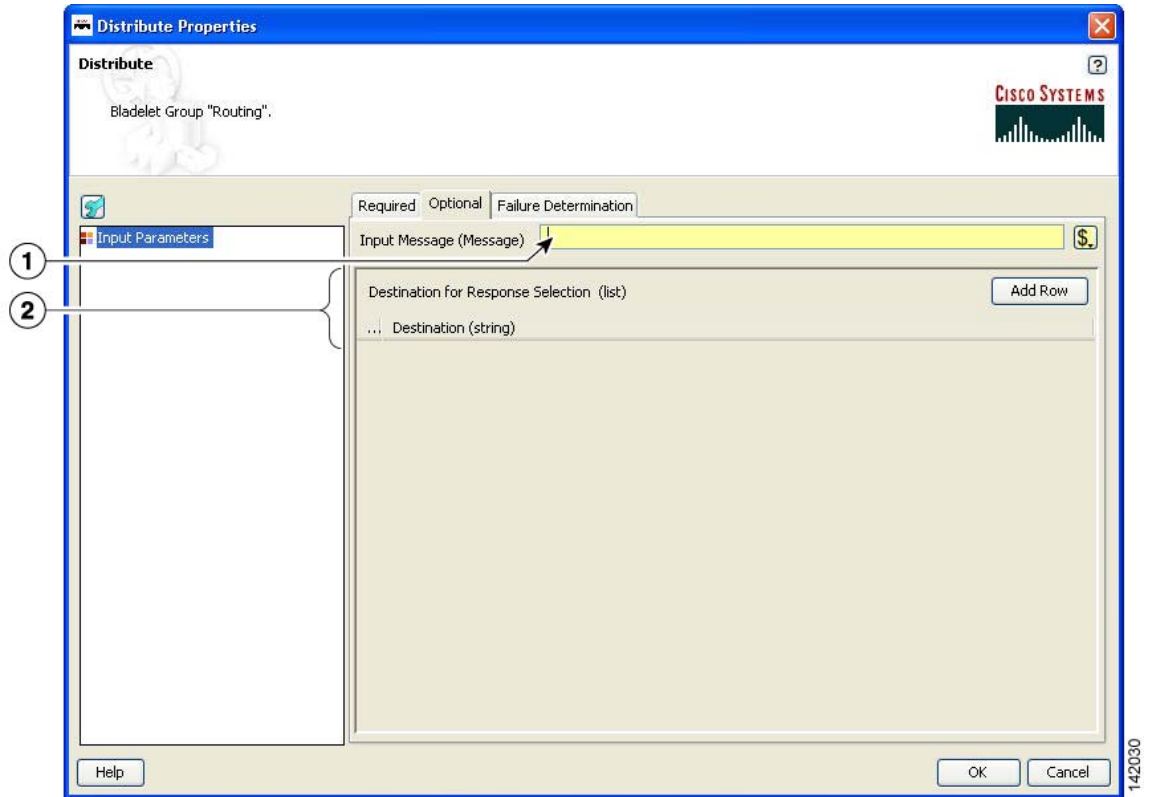 Distribute Properties
Distribute
?
Bladelet Group "Routing".
CISCO SYSTEMS
Required Optional Failure Determination
Input Parameters
Input Message (Message)
$
1
2
Destination for Response Selection (list)
Add Row
... Destination (string)
Help
OK
Cancel
142030